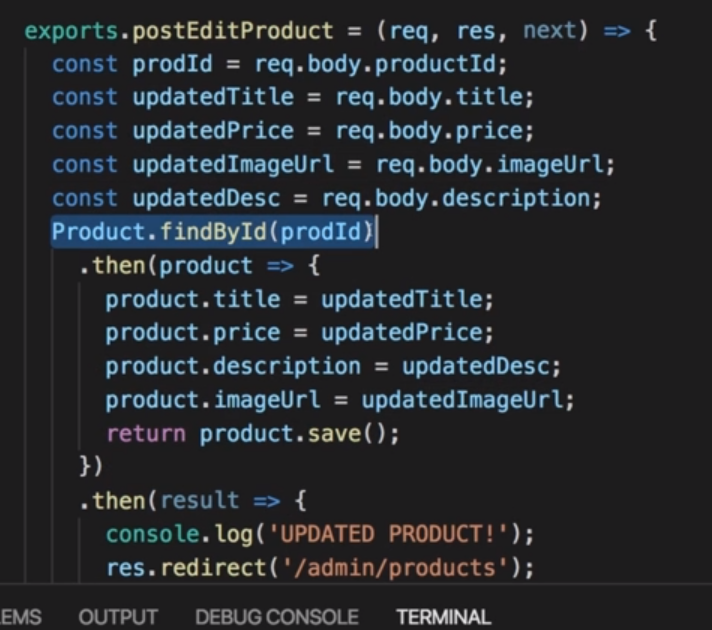 exports.postEditProduct = (req, res, next) => {
const prodId = req.body.productId;
const updatedTitle = req.body.title;
const updatedPrice = req.body.price;
const updatedImageUrl = req.body.imageUrl;
const updatedDesc = req.body.description;
Product.findById(prodId)
.then(product => {
product.title = updatedTitle;
product.price = updatedPrice;
product.description = updatedDesc;
product.imageUrl = updatedImageUrl;
return product.save();
})
.then(result => {
console.log('UPDATED PRODUCT!');
res.redirect('/admin/products');
LEMS OUTPUT DEBUG CONSOLE TERMINAL